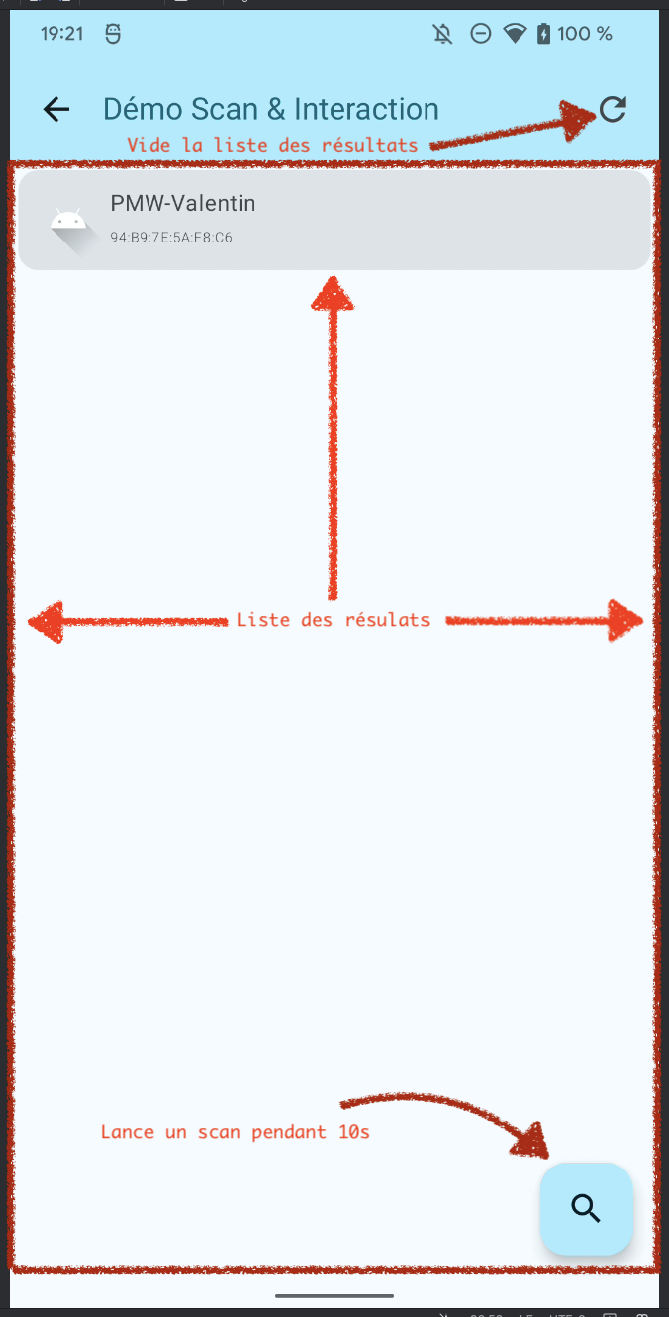 19:21
100 %
Démo Scan & Interaction
Vide la liste des résultats
PMW-Valentin
94:B9:7E:5A:F8:C6
Liste des résulats
Lance un scan pendant 10s